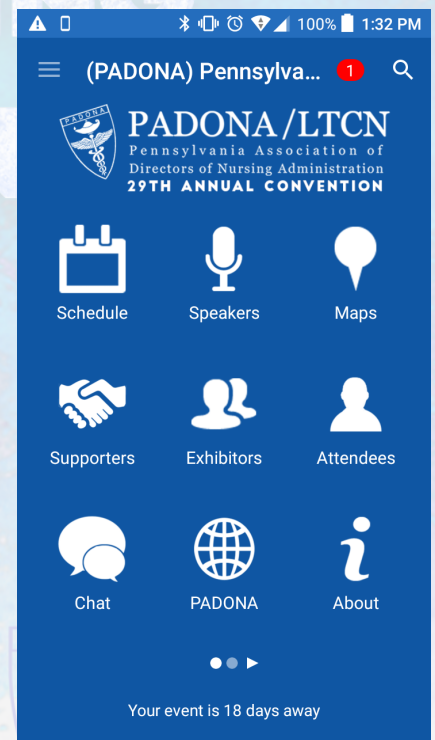 100% 1:32 PM
(PADONA) Pennsylva... 1
PADONA
PADONA/LTCN
Pennsylvania Association of
Directors of Nursing Administration
29TH ANNUAL CONVENTION
Schedule Speakers Maps
Supporters Exhibitors Attendees
Chat PADONA About
Your event is 18 days away